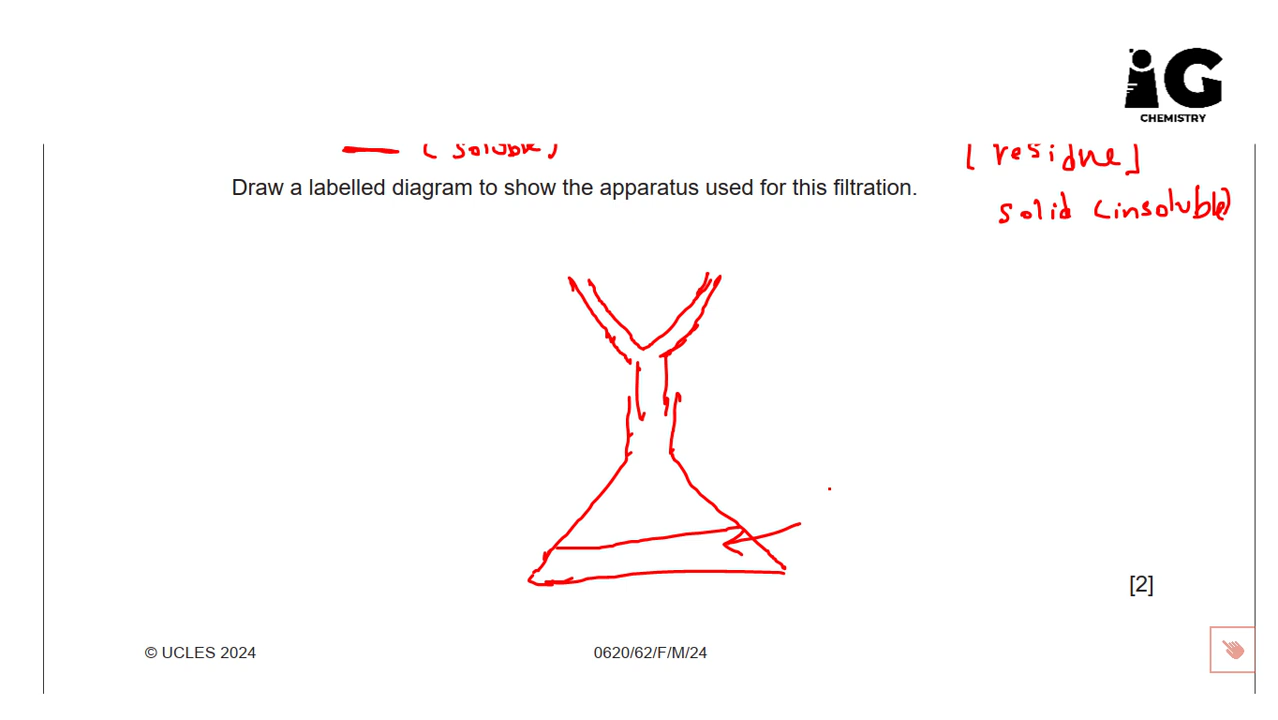 iG
CHEMISTRY
— (soluble)
[residue]
Draw a labelled diagram to show the apparatus used for this filtration.
solid (insoluble)
[2]
© UCLES 2024
0620/62/F/M/24